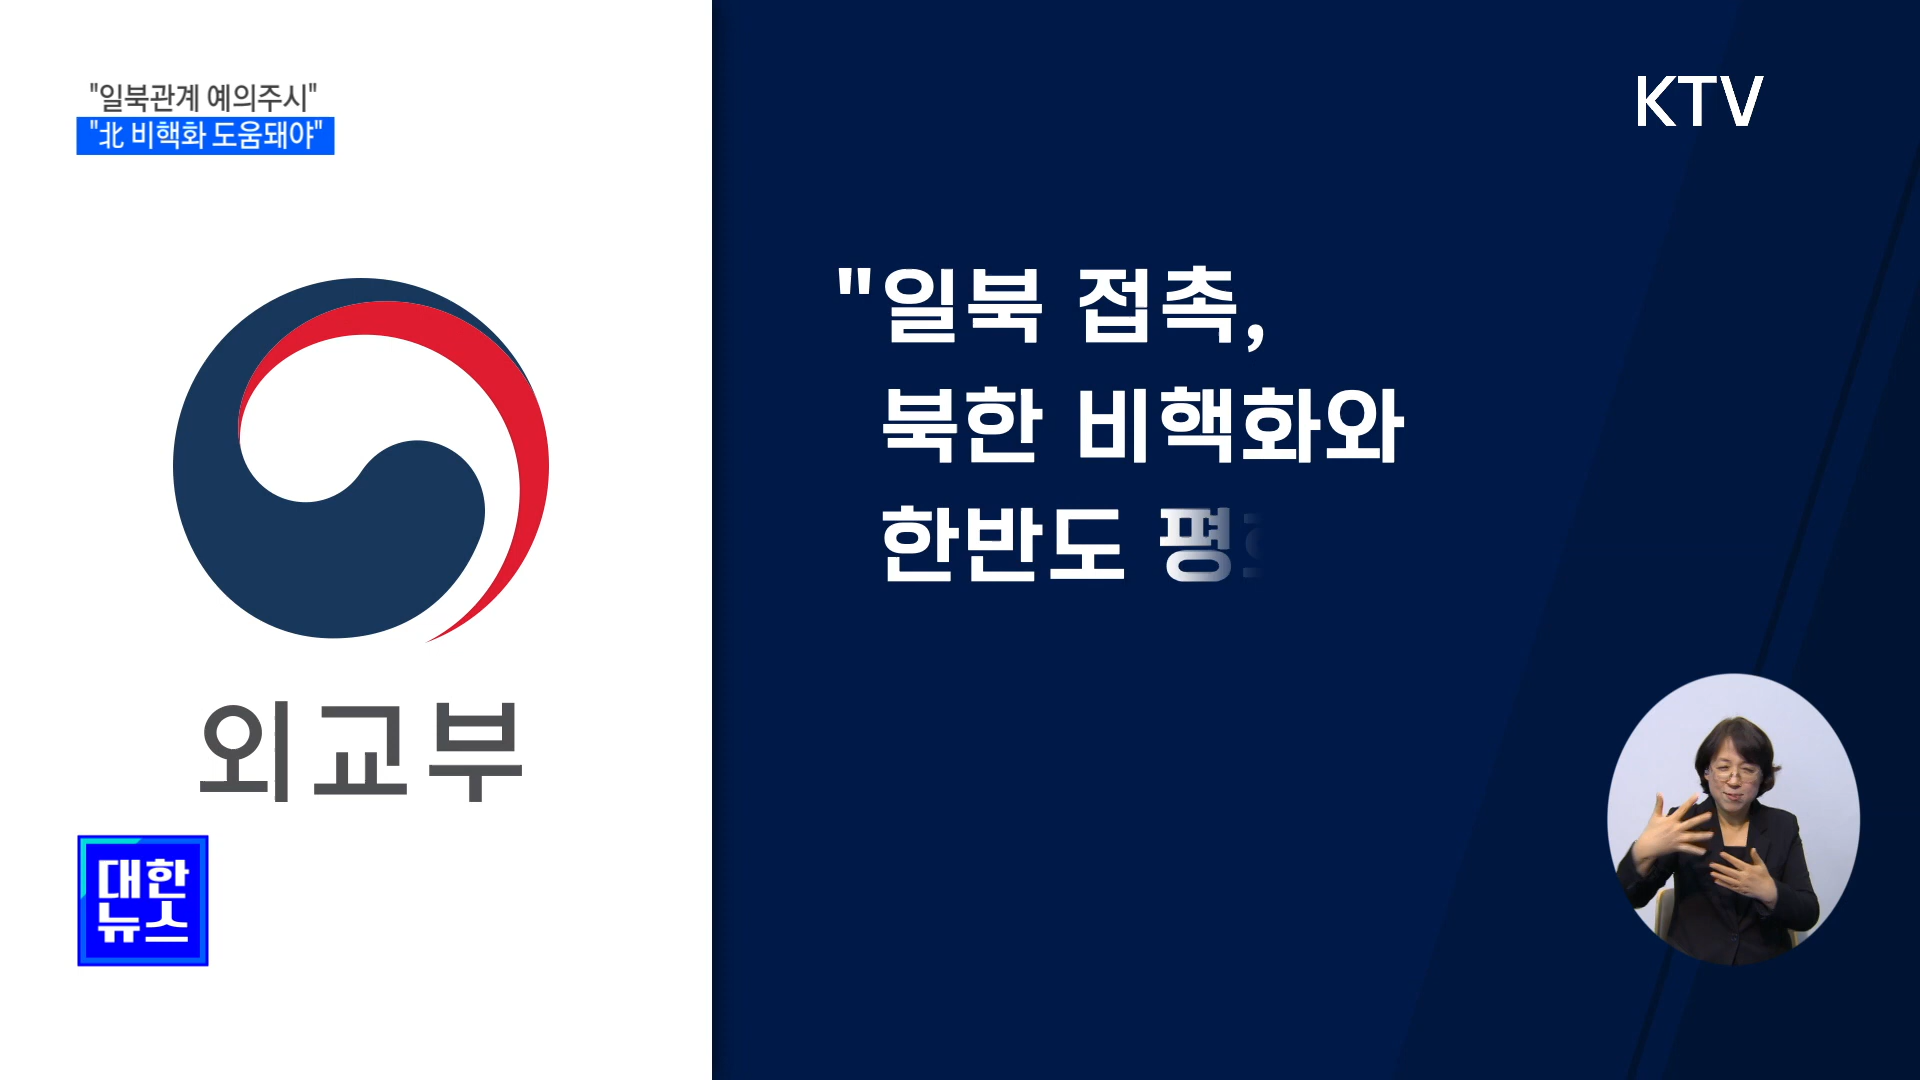 "일북관계 예의주시"
"北 비핵화 도움돼야"
KTV
"일북 접촉,
북한 비핵화와
한반도 평
외교부
대한
뉴스